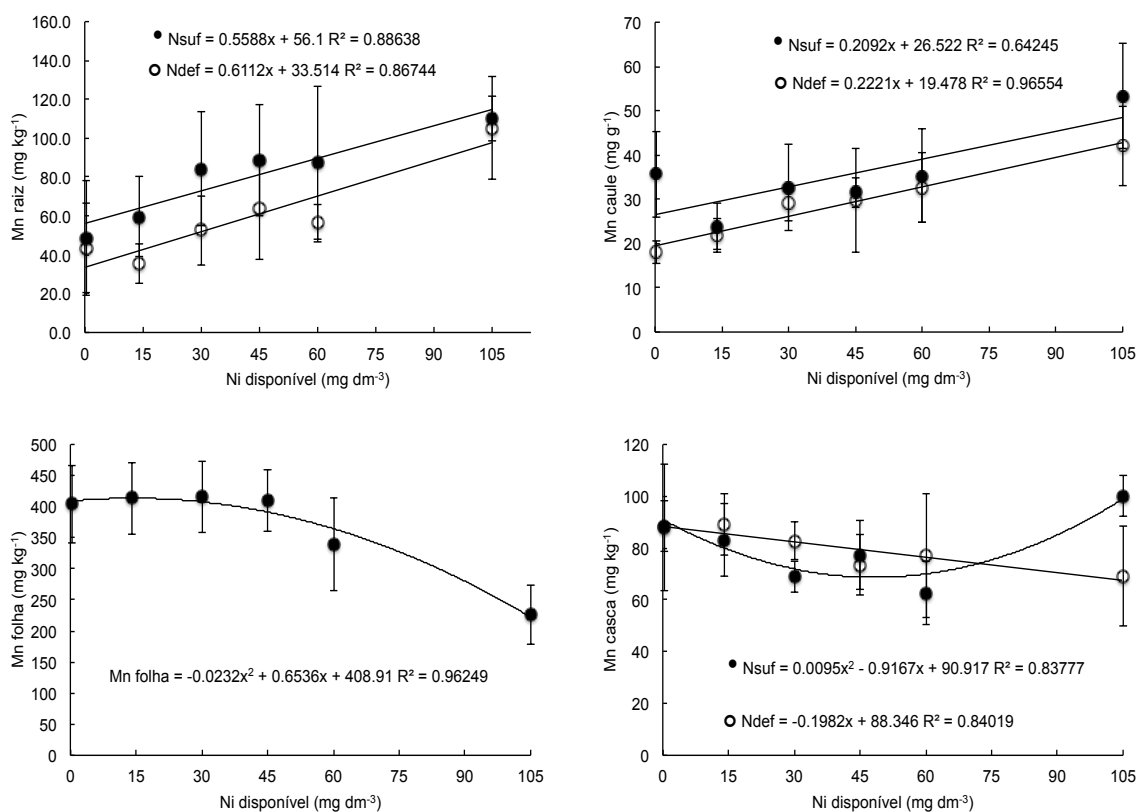 Nsuf = 0.5588x + 56.1 R² = 0.88638
Ndef = 0.6112x + 33.514 R² = 0.86744
Mn raiz (mg kg⁻¹)
160.0
140.0
120.0
100.0
80.0
60.0
40.0
20.0
0.0
0 15 30 45 60 75 90 105
Ni disponível (mg dm⁻³)
Nsuf = 0.2092x + 26.522 R² = 0.64245
Ndef = 0.2221x + 19.478 R² = 0.96554
Mn caule (mg g⁻¹)
70
60
50
40
30
20
10
0
0 15 30 45 60 75 90 105
Ni disponível (mg dm⁻³)
Mn folha (mg kg⁻¹)
500
450
400
350
300
250
200
150
100
50
0
Mn folha = -0.0232x² + 0.6536x + 408.91 R² = 0.96249
0 15 30 45 60 75 90 105
Ni disponível (mg dm⁻³)
Mn casca (mg kg⁻¹)
120
100
80
60
40
20
0
Nsuf = 0.0095x² - 0.9167x + 90.917 R² = 0.83777
Ndef = -0.1982x + 88.346 R² = 0.84019
0 15 30 45 60 75 90 105
Ni disponível (mg dm⁻³)